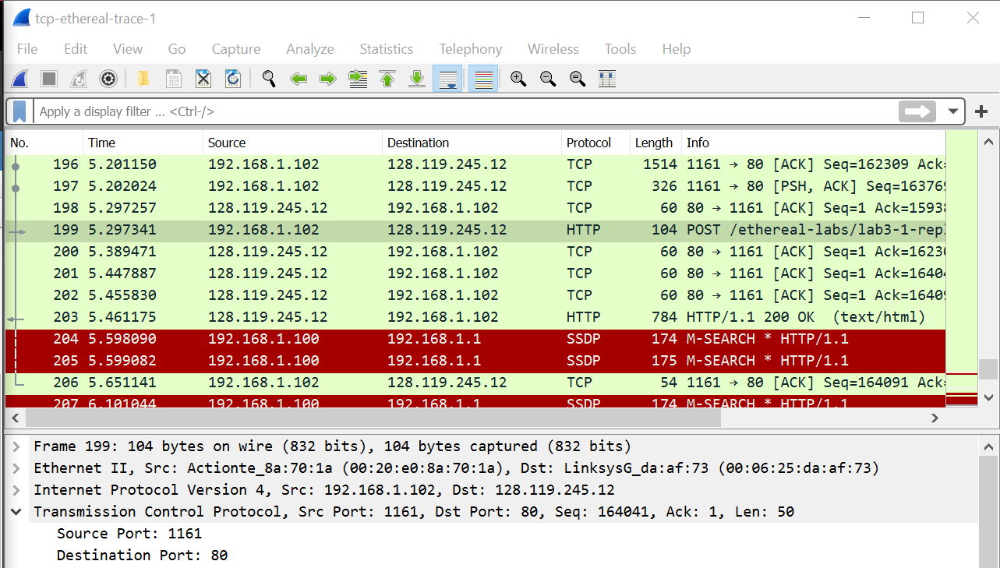 tcp-ethereal-trace-1
File Edit View Go Capture Analyze Statistics Telephony Wireless Tools Help
Apply a display filter ... <Ctrl-/>
No. Time Source Destination Protocol Length Info
196 5.201150 192.168.1.102 128.119.245.12 TCP 1514 1161 → 80 [ACK] Seq=162309 Ack=
197 5.202024 192.168.1.102 128.119.245.12 TCP 326 1161 → 80 [PSH, ACK] Seq=163769
198 5.297257 128.119.245.12 192.168.1.102 TCP 60 80 → 1161 [ACK] Seq=1 Ack=15938
199 5.297341 192.168.1.102 128.119.245.12 HTTP 104 POST /ethereal-labs/lab3-1-repl
200 5.389471 128.119.245.12 192.168.1.102 TCP 60 80 → 1161 [ACK] Seq=1 Ack=16230
201 5.447887 128.119.245.12 192.168.1.102 TCP 60 80 → 1161 [ACK] Seq=1 Ack=16404
202 5.455830 128.119.245.12 192.168.1.102 TCP 60 80 → 1161 [ACK] Seq=1 Ack=16409
203 5.461175 128.119.245.12 192.168.1.102 HTTP 784 HTTP/1.1 200 OK (text/html)
204 5.598090 192.168.1.100 192.168.1.1 SSDP 174 M-SEARCH * HTTP/1.1
205 5.599082 192.168.1.100 192.168.1.1 SSDP 175 M-SEARCH * HTTP/1.1
206 5.651141 192.168.1.102 128.119.245.12 TCP 54 1161 → 80 [ACK] Seq=164091 Ack=
207 6.101044 192.168.1.100 192.168.1.1 SSDP 174 M-SEARCH * HTTP/1.1
Frame 199: 104 bytes on wire (832 bits), 104 bytes captured (832 bits)
Ethernet II, Src: Actionte_8a:70:1a (00:20:e0:8a:70:1a), Dst: LinksysG_da:af:73 (00:06:25:da:af:73)
Internet Protocol Version 4, Src: 192.168.1.102, Dst: 128.119.245.12
Transmission Control Protocol, Src Port: 1161, Dst Port: 80, Seq: 164041, Ack: 1, Len: 50
Source Port: 1161
Destination Port: 80